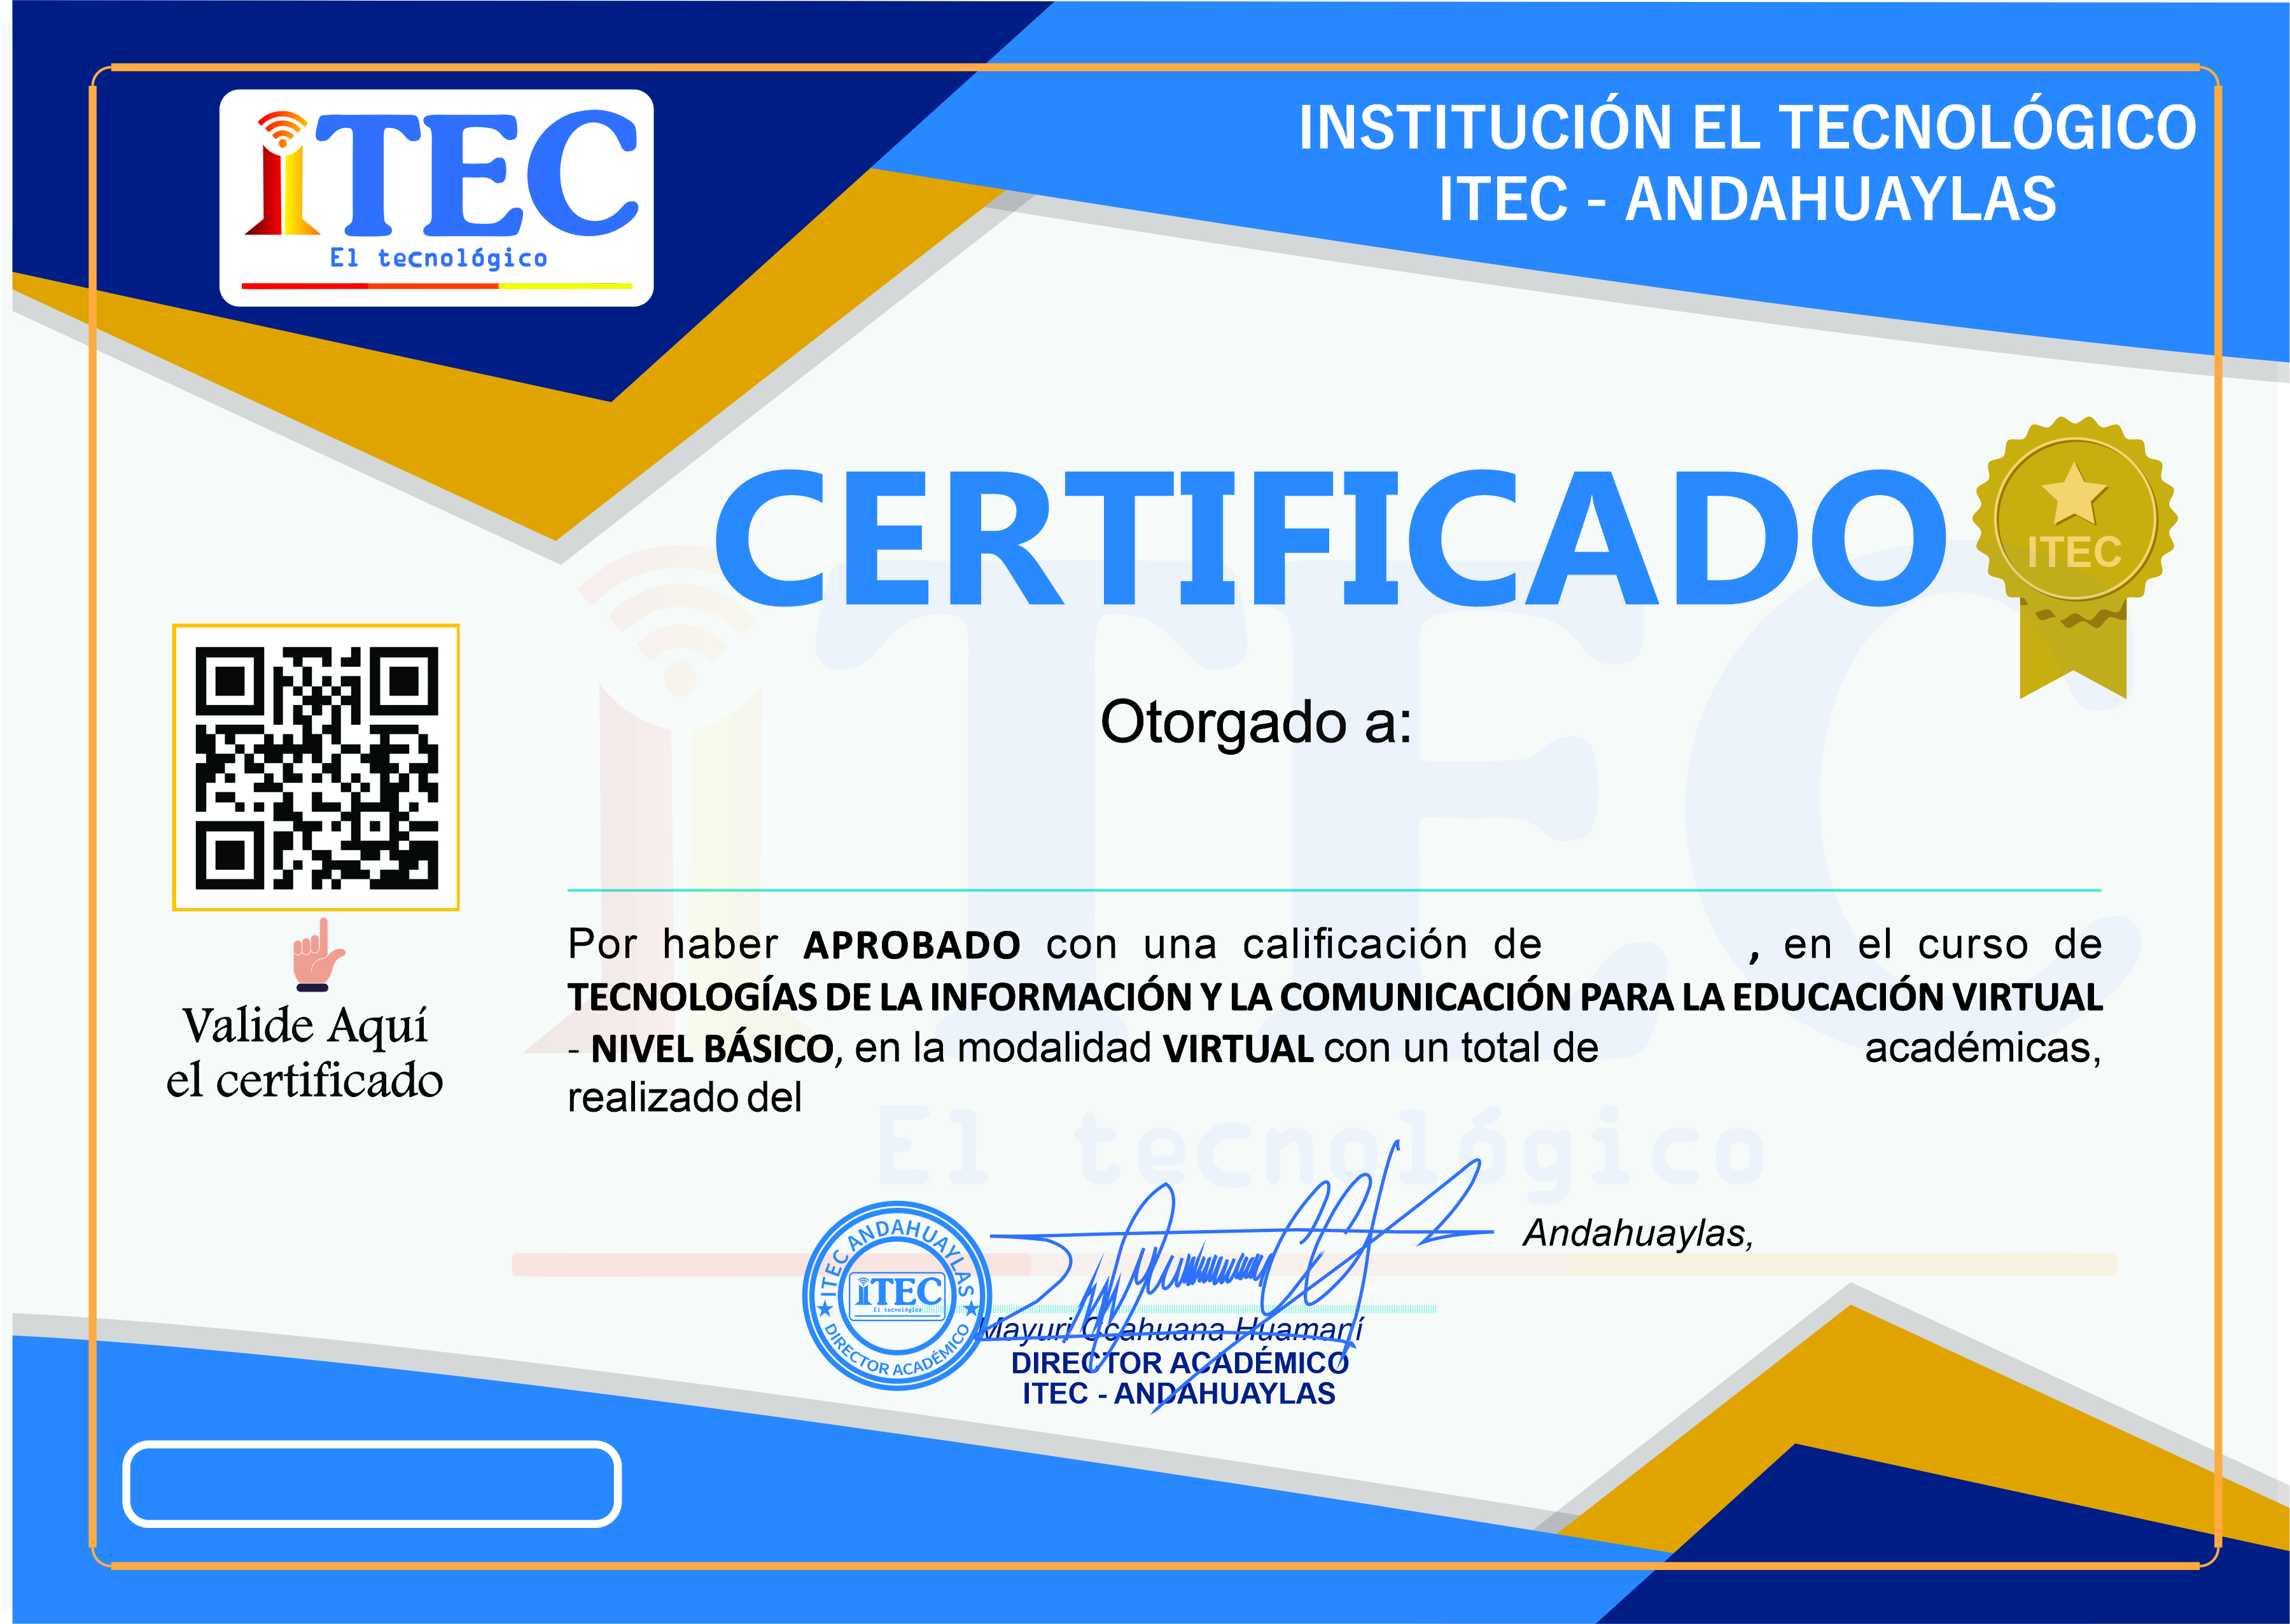 iTEC
El tecnológico
INSTITUCIÓN EL TECNOLÓGICO
ITEC - ANDAHUAYLAS
CERTIFICADO
ITEC
Otorgado a:
Por haber APROBADO con una calificación de , en el curso de
TECNOLOGÍAS DE LA INFORMACIÓN Y LA COMUNICACIÓN PARA LA EDUCACIÓN VIRTUAL
- NIVEL BÁSICO, en la modalidad VIRTUAL con un total de académicas,
realizado del
Valide Aquí
el certificado
iTEC
El tecnológico
Andahuaylas,
ITEC ANDAHUAYLAS
iTEC
El tecnológico
DIRECTOR ACADÉMICO
Mayuri Ccahuana Huamaní
DIRECTOR ACADÉMICO
ITEC - ANDAHUAYLAS